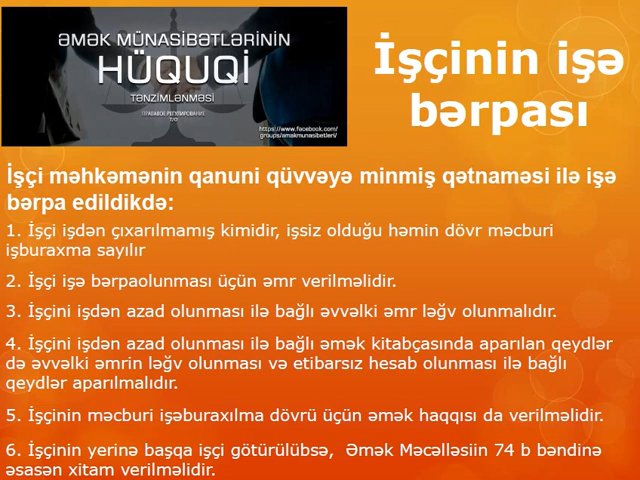 ƏMƏK MÜNASİBƏTLƏRİNİN
HÜQUQİ
TƏNZİMLƏNMƏSİ
ПРАВОВОЕ РЕГУЛИРОВАНИЕ
https://www.facebook.com/
groups/amakmunasibetleri/
İşçinin işə
bərpası
İşçi məhkəmənin qanuni qüvvəyə minmiş qətnaməsi ilə işə
bərpa edildikdə:
1. İşçi işdən çıxarılmamış kimidir, işsiz olduğu həmin dövr məcburi
işburaxma sayılır
2. İşçi işə bərpaolunması üçün əmr verilməlidir.
3. İşçini işdən azad olunması ilə bağlı əvvəlki əmr ləğv olunmalıdır.
4. İşçini işdən azad olunması ilə bağlı əmək kitabçasında aparılan qeydlər
də əvvəlki əmrin ləğv olunması və etibarsız hesab olunması ilə bağlı
qeydlər aparılmalıdır.
5. İşçinin məcburi işəburaxılma dövrü üçün əmək haqqısı da verilməlidir.
6. İşçinin yerinə başqa işçi götürülübsə, Əmək Məcəlləsiin 74 b bəndinə
əsasən xitam verilməlidir.